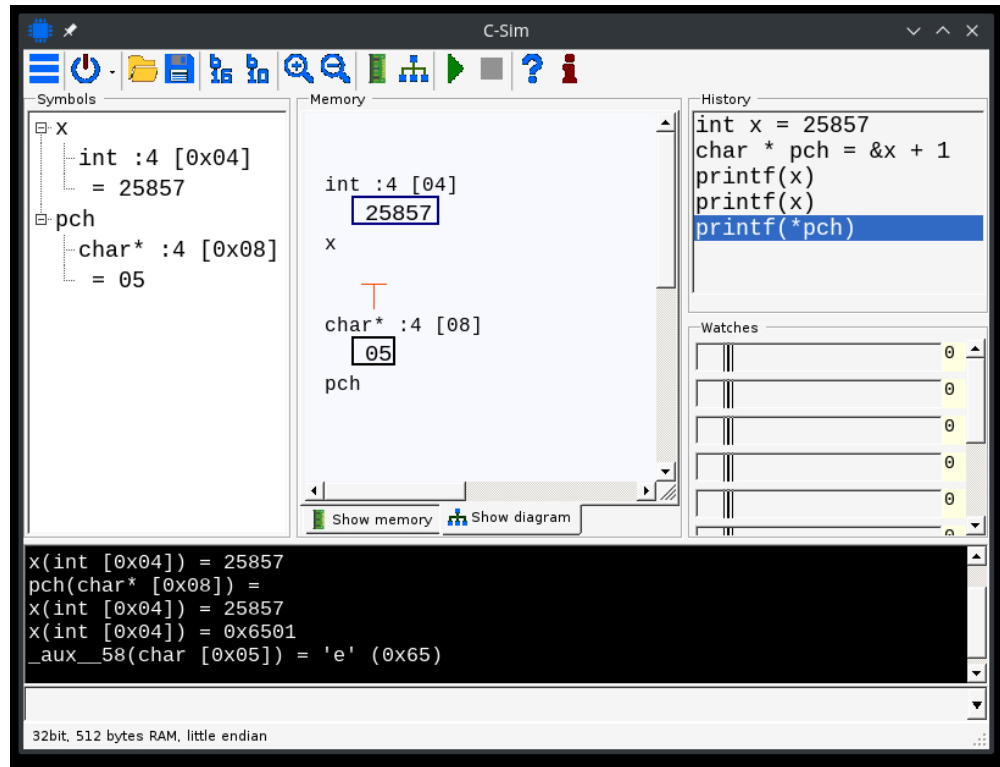 C-Sim
Symbols
x
int :4 [0x04]
= 25857
pch
char* :4 [0x08]
= 05
Memory
int :4 [04]
25857
x
char* :4 [08]
05
pch
Show memory
Show diagram
History
int x = 25857
char * pch = &x + 1
printf(x)
printf(x)
printf(*pch)
Watches
0
0
0
0
0
x(int [0x04]) = 25857
pch(char* [0x08]) =
x(int [0x04]) = 25857
x(int [0x04]) = 0x6501
_aux__58(char [0x05]) = 'e' (0x65)
32bit, 512 bytes RAM, little endian